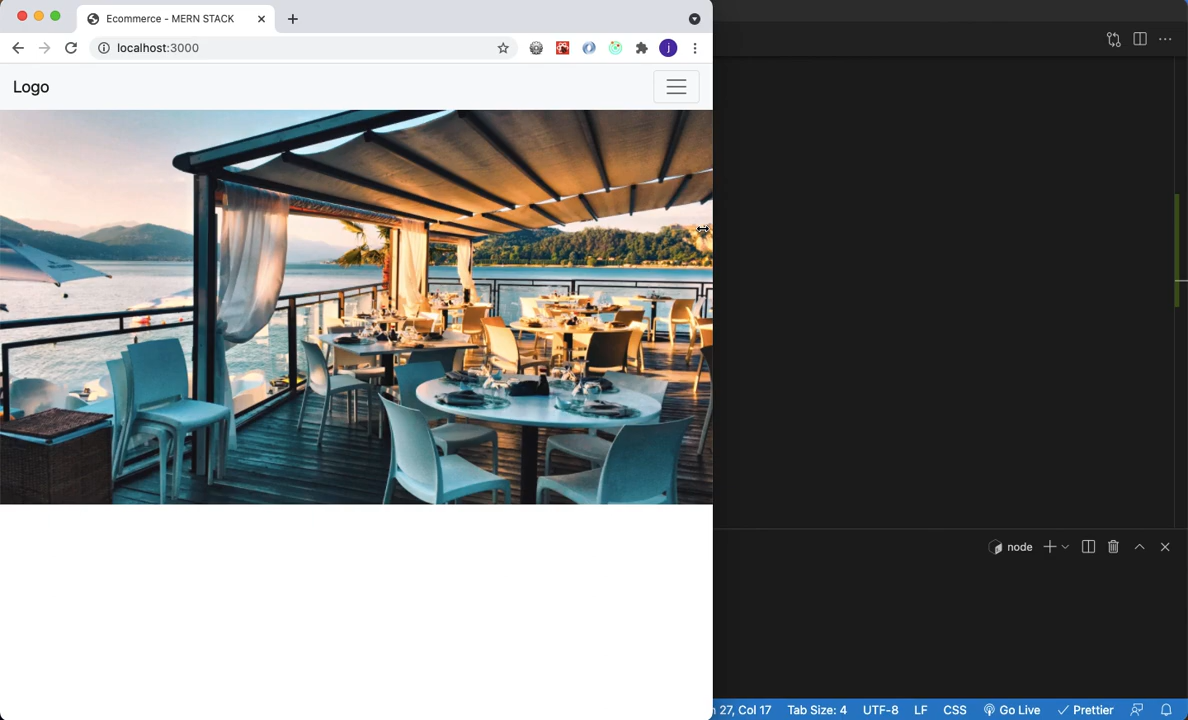 Ecommerce - MERN STACK
localhost:3000
j
Logo
node
27, Col 17
Tab Size: 4
UTF-8
LF
CSS
Go Live
Prettier